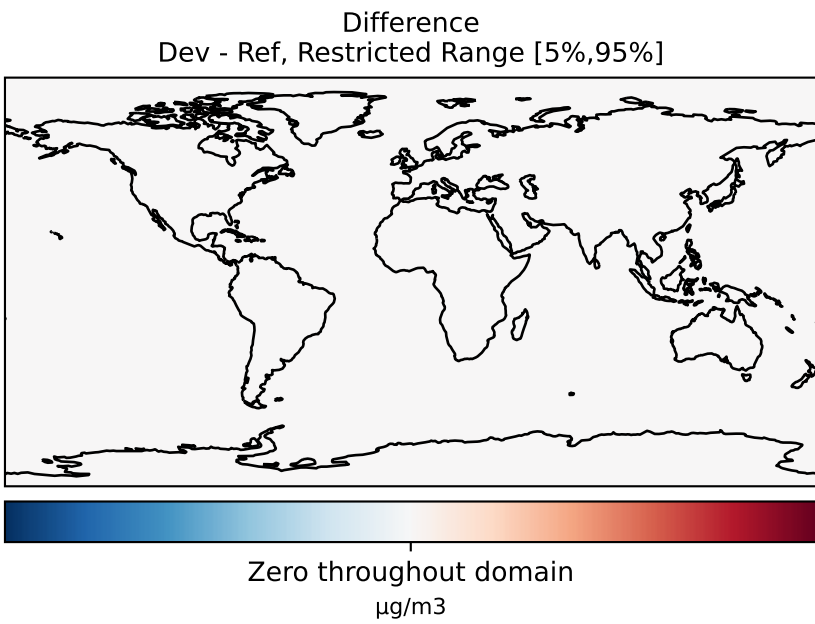 Difference
Dev - Ref, Restricted Range [5%,95%]
Zero throughout domain
μg/m3